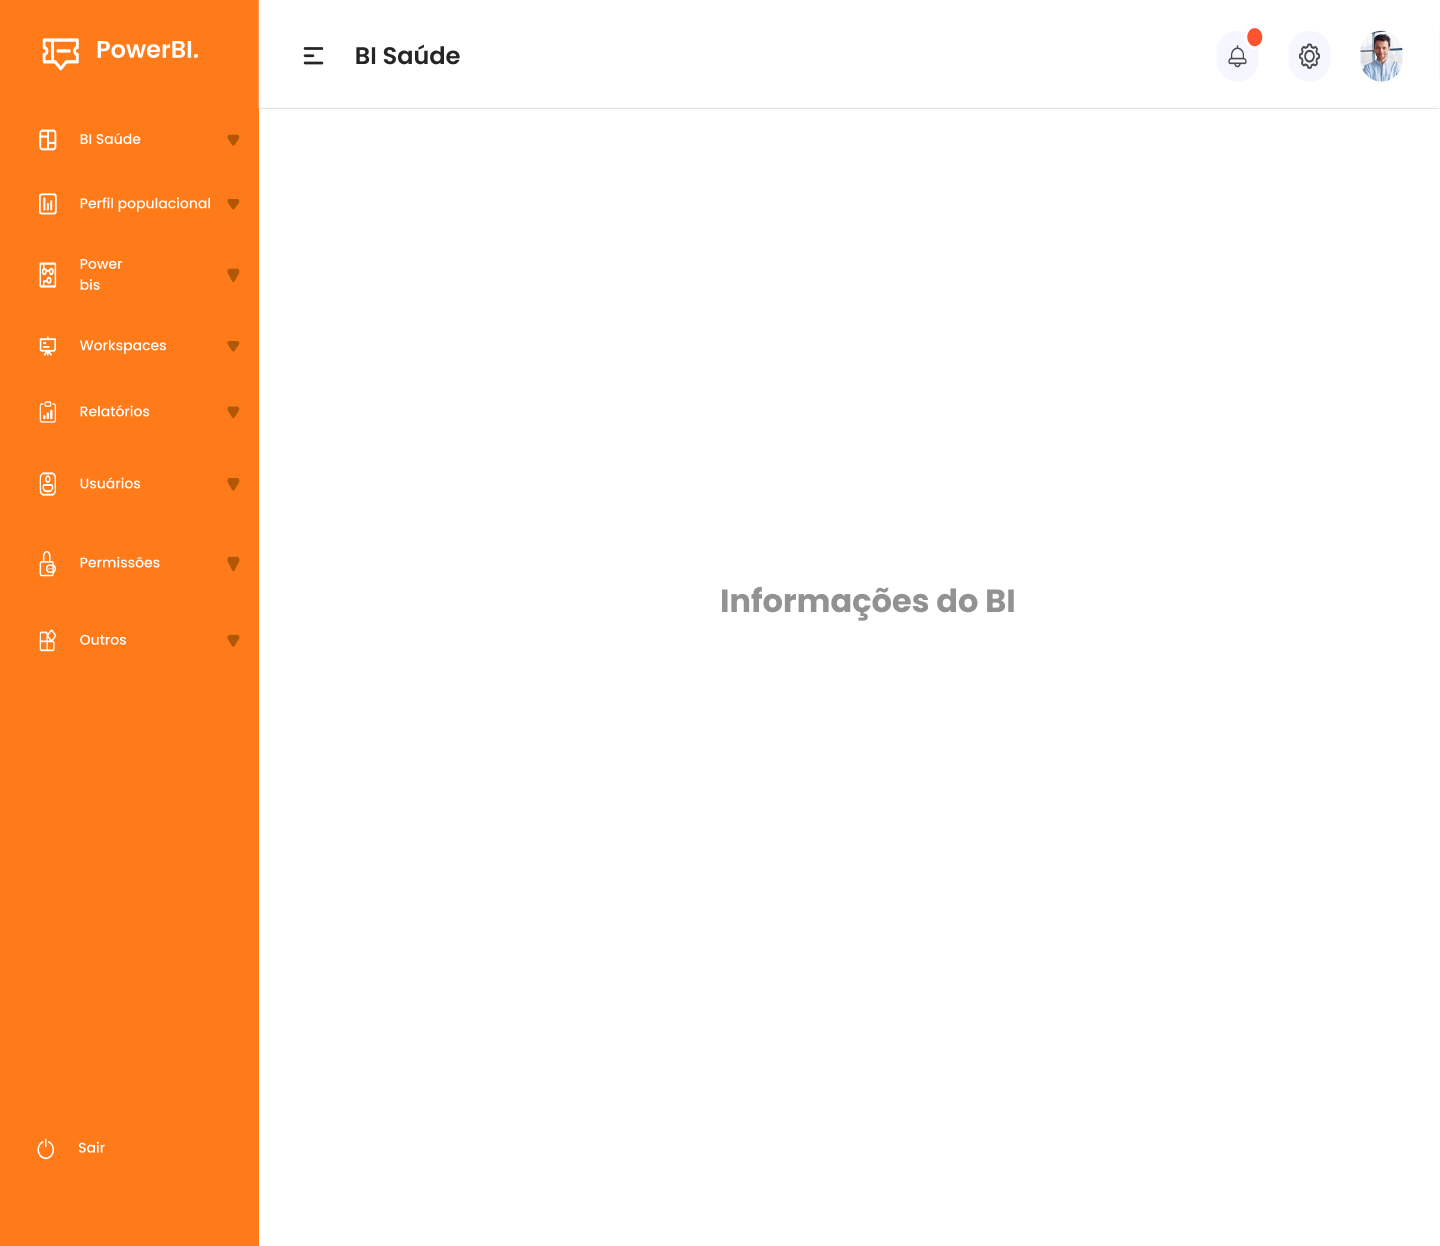 PowerBI.
BI Saúde
BI Saúde
Perfil populacional
Power
bis
Workspaces
Relatórios
Usuários
Permissões
Outros
Informações do BI
Sair